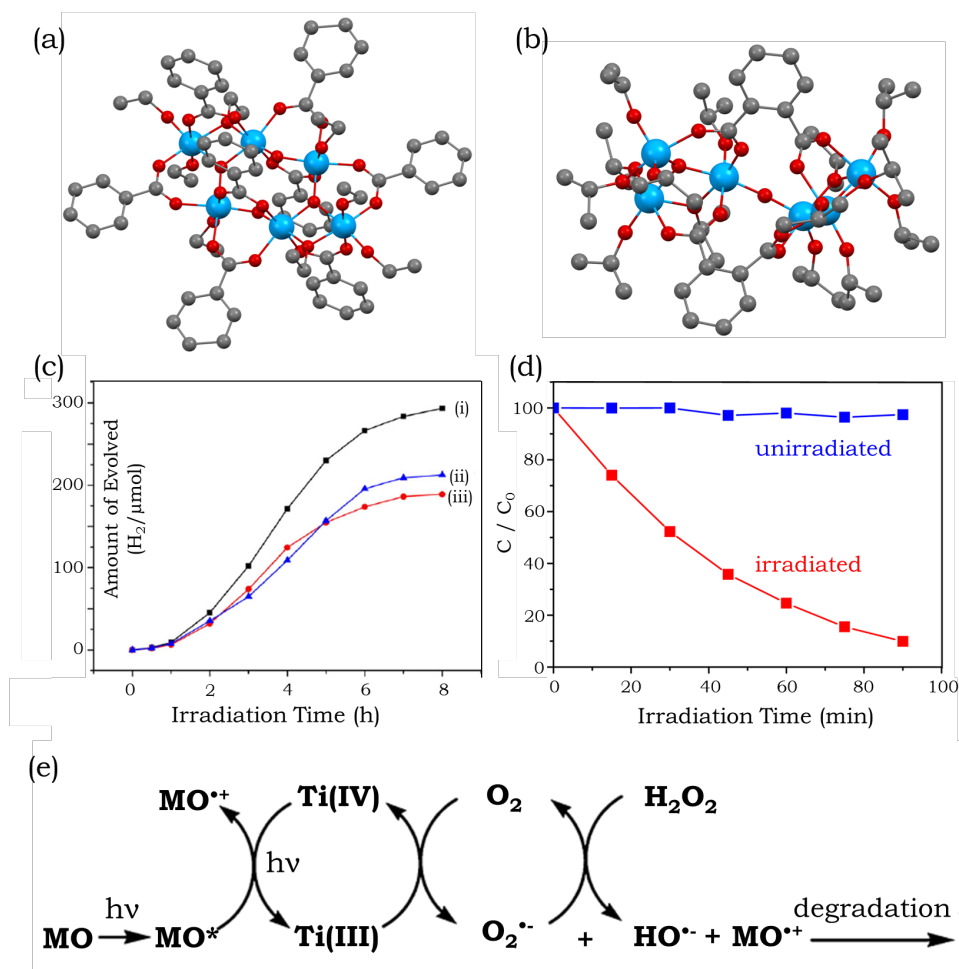 (a)
(b)
(c)
300
200
100
0
Amount of Evolved
(H₂/μmol)
(i)
(ii)
(iii)
0 2 4 6 8
Irradiation Time (h)
(d)
100
80
60
40
20
0
C / C₀
unirradiated
irradiated
0 20 40 60 80 100
Irradiation Time (min)
(e)
MO•+ Ti(IV) O₂ H₂O₂
hν
hν degradation
MO MO* Ti(III) O₂•- + HO•- + MO•+